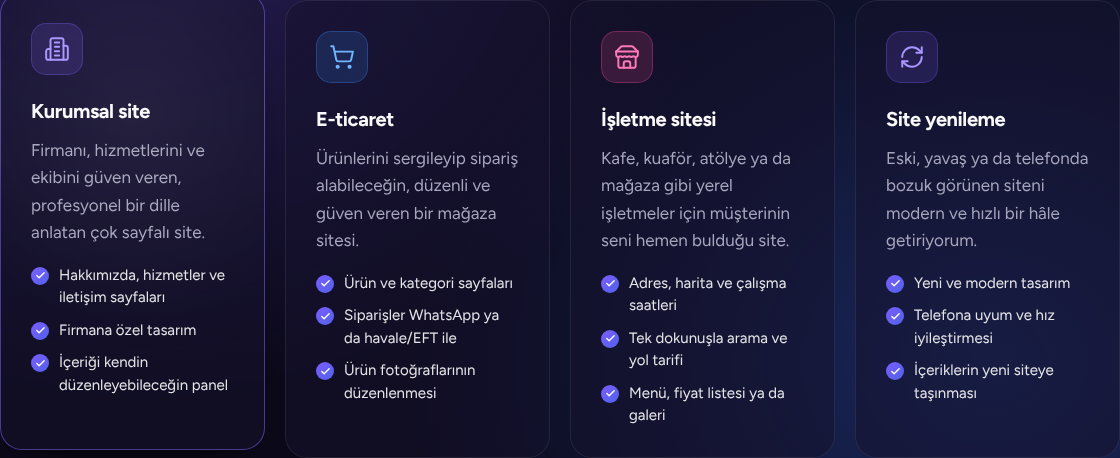 Kurumsal site
Firmanı, hizmetlerini ve
ekibini güven veren,
profesyonel bir dille
anlatan çok sayfalı site.
Hakkımızda, hizmetler ve
iletişim sayfaları
Firmana özel tasarım
İçeriği kendin
düzenleyebileceğin panel
E-ticaret
Ürünlerini sergileyip sipariş
alabileceğin, düzenli ve
güven veren bir mağaza
sitesi.
Ürün ve kategori sayfaları
Siparişler WhatsApp ya
da havale/EFT ile
Ürün fotoğraflarının
düzenlenmesi
İşletme sitesi
Kafe, kuaför, atölye ya da
mağaza gibi yerel
işletmeler için müşterinin
seni hemen bulduğu site.
Adres, harita ve çalışma
saatleri
Tek dokunuşla arama ve
yol tarifi
Menü, fiyat listesi ya da
galeri
Site yenileme
Eski, yavaş ya da telefonda
bozuk görünen siteni
modern ve hızlı bir hâle
getiriyorum.
Yeni ve modern tasarım
Telefona uyum ve hız
iyileştirmesi
İçeriklerin yeni siteye
taşınması